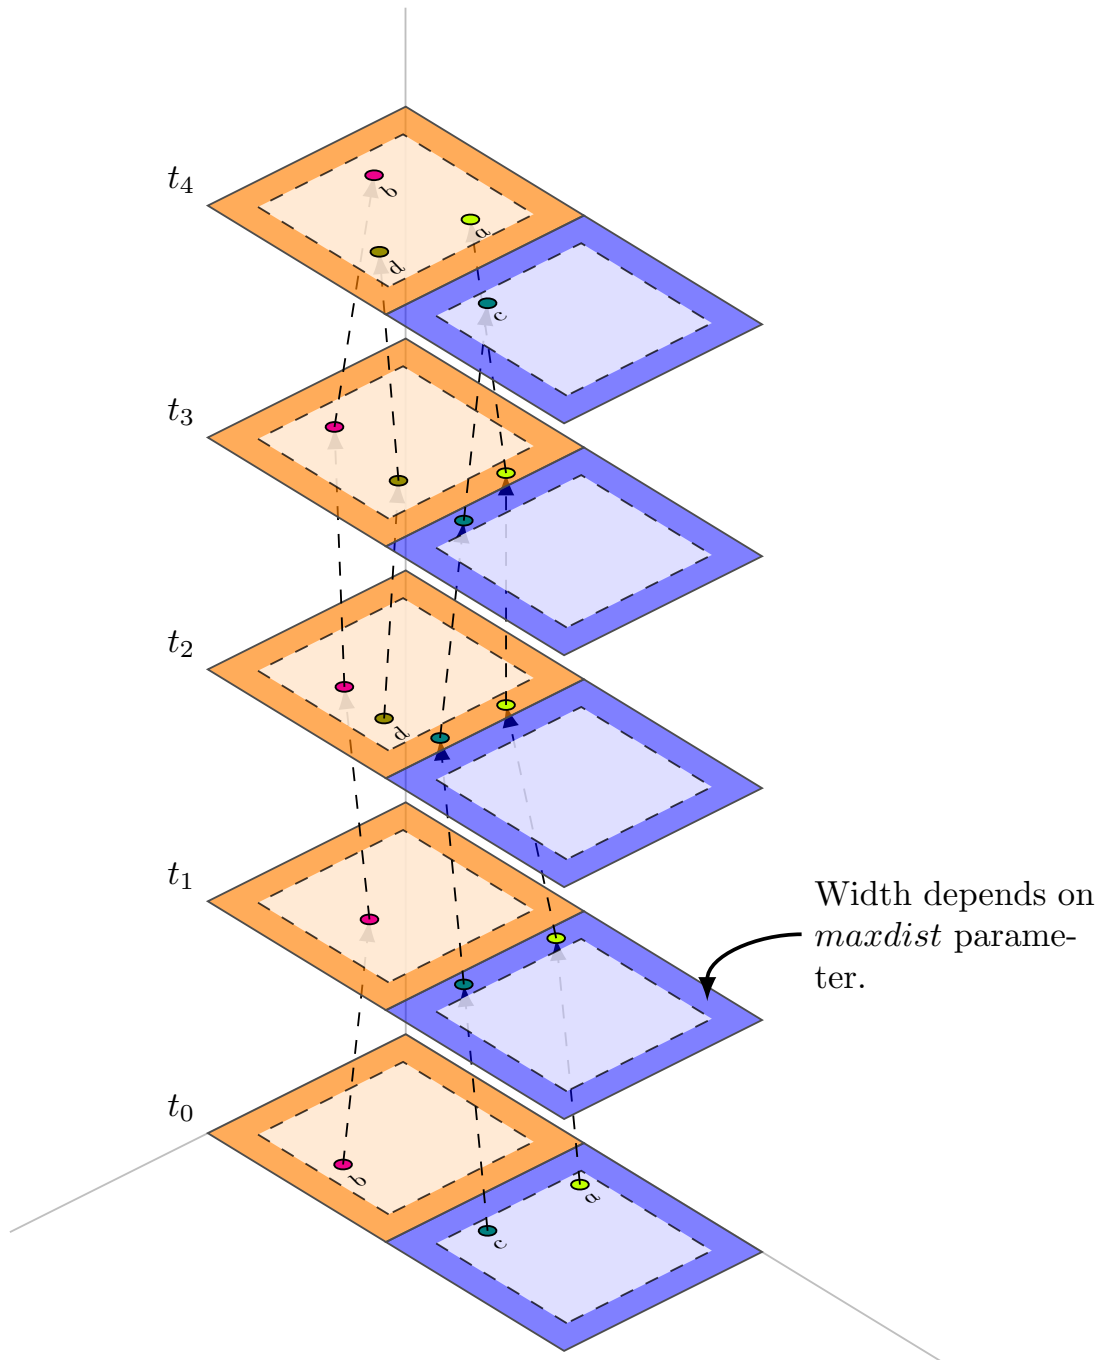 t4
b
a
d
c
t3
t2
d
t1
Width depends on
maxdist parame-
ter.
t0
b
a
c